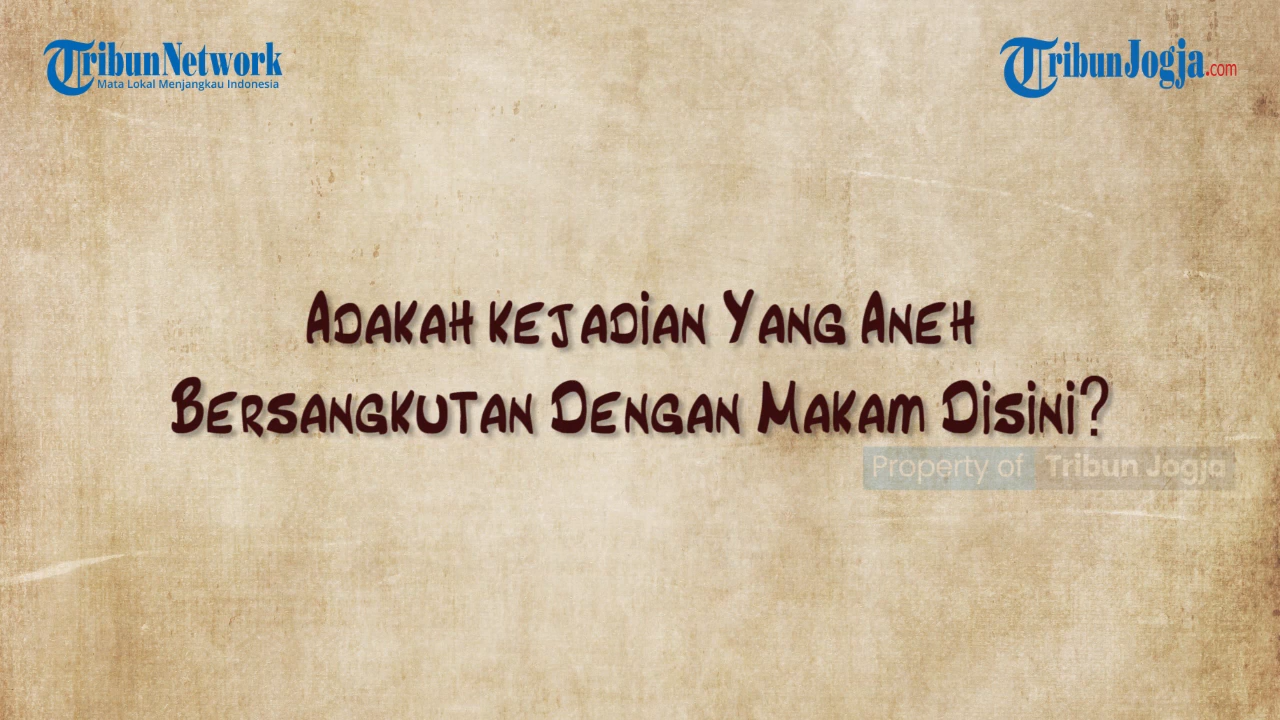 TribunNetwork
Mata Lokal Menjangkau Indonesia
TribunJogja.com
Adakah kejadian Yang Aneh
Bersangkutan Dengan Makam Disini?
Property of Tribun Jogja